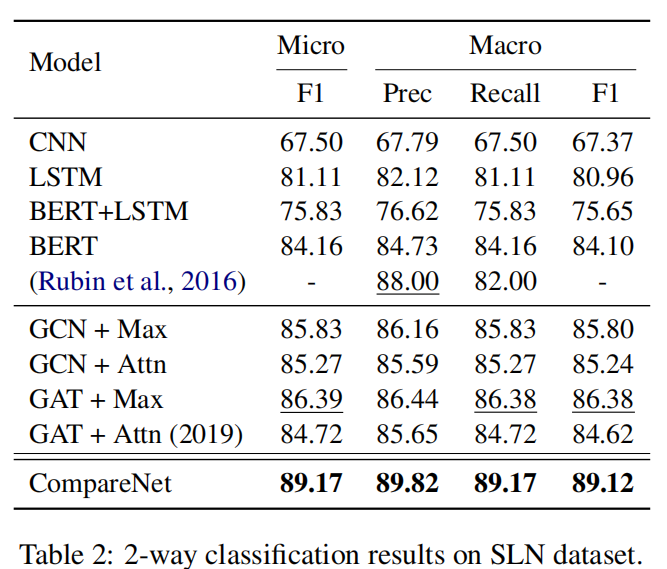 Model Micro Macro
F1 Prec Recall F1
CNN 67.50 67.79 67.50 67.37
LSTM 81.11 82.12 81.11 80.96
BERT+LSTM 75.83 76.62 75.83 75.65
BERT 84.16 84.73 84.16 84.10
(Rubin et al., 2016) - 88.00 82.00 -
GCN + Max 85.83 86.16 85.83 85.80
GCN + Attn 85.27 85.59 85.27 85.24
GAT + Max 86.39 86.44 86.38 86.38
GAT + Attn (2019) 84.72 85.65 84.72 84.62
CompareNet 89.17 89.82 89.17 89.12
Table 2: 2-way classification results on SLN dataset.